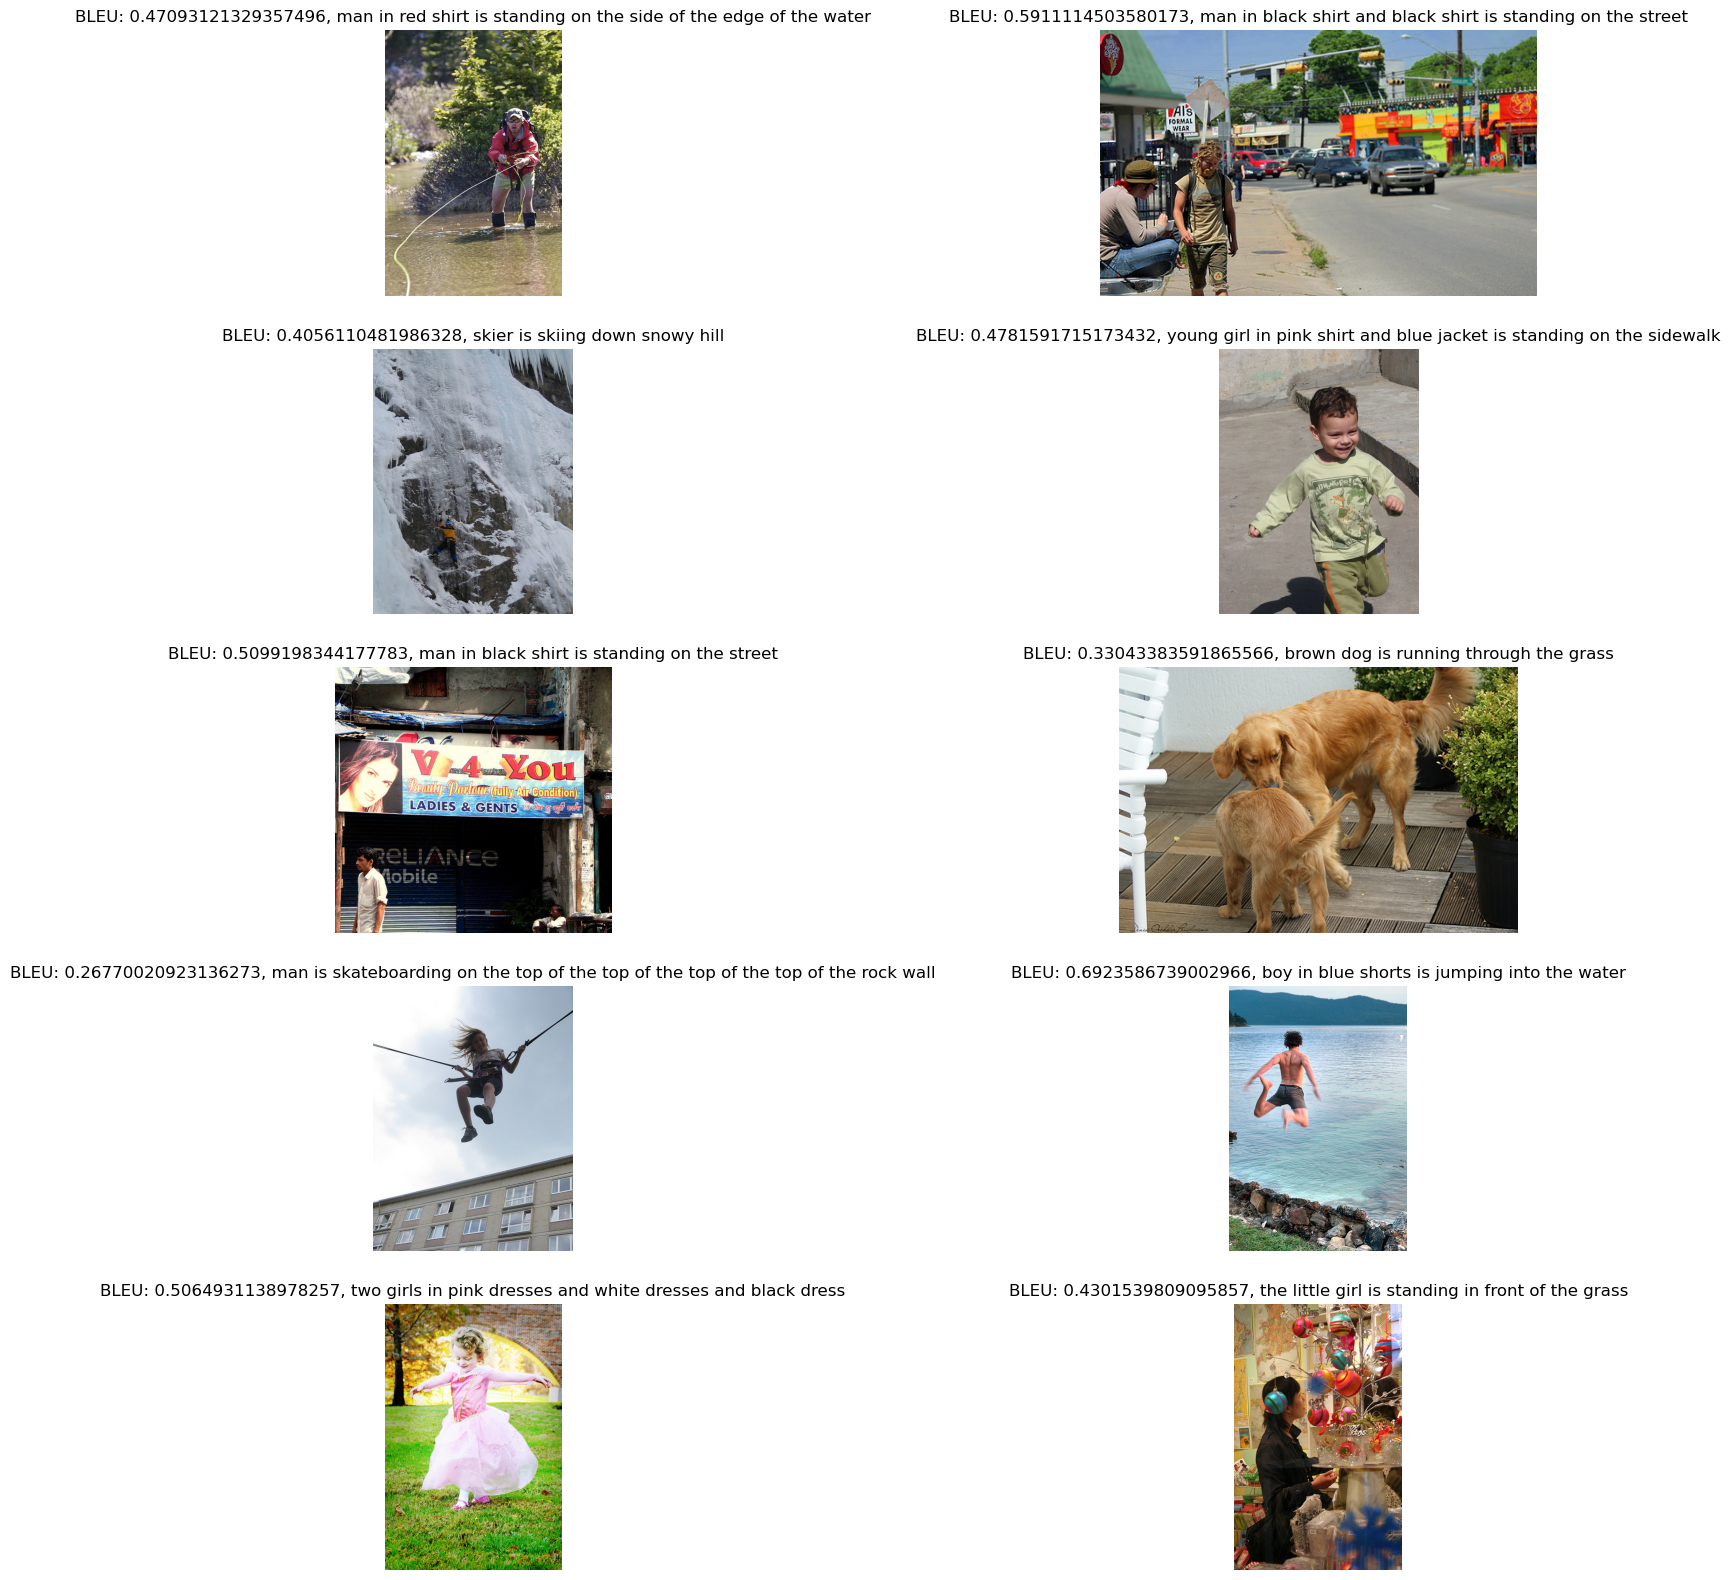 BLEU: 0.47093121329357496, man in red shirt is standing on the side of the edge of the water
BLEU: 0.5911114503580173, man in black shirt and black shirt is standing on the street
Al's
FORMAL
WEAR
BLEU: 0.4056110481986328, skier is skiing down snowy hill
BLEU: 0.4781591715173432, young girl in pink shirt and blue jacket is standing on the sidewalk
BLEU: 0.5099198344177783, man in black shirt is standing on the street
V 4 You
Beauty Parlour (fully Air Condition)
LADIES & GENTS
RELIANCE
Mobile
BLEU: 0.33043383591865566, brown dog is running through the grass
BLEU: 0.26770020923136273, man is skateboarding on the top of the top of the top of the top of the rock wall
BLEU: 0.6923586739002966, boy in blue shorts is jumping into the water
BLEU: 0.5064931138978257, two girls in pink dresses and white dresses and black dress
BLEU: 0.4301539809095857, the little girl is standing in front of the grass